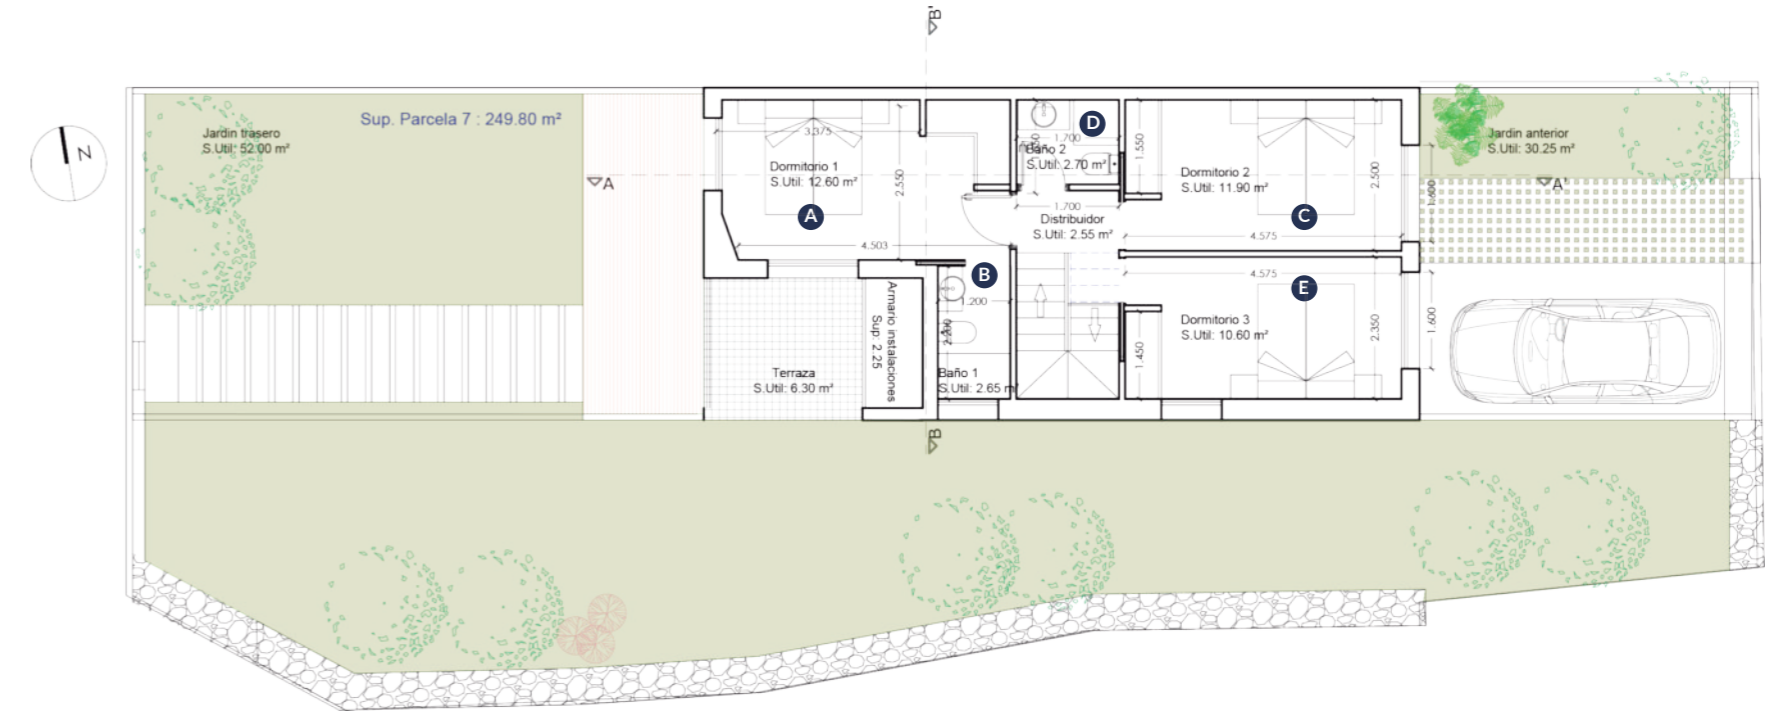 B'
Jardin trasero
S.Util: 52.00 m²
Sup. Parcela 7 : 249.80 m²
N
A
3.375
Dormitorio 1
S.Util: 12.60 m²
2.550
A
4.503
D
1.700
Baño 2
S.Util: 2.70 m²
1.550
Dormitorio 2
S.Util: 11.90 m²
2.500
C
4.575
1.700
Distribuidor
S.Util: 2.55 m²
Jardin anterior
S.Util: 30.25 m²
1.600
A'
B
1.200
Baño 1
S.Util: 2.65 m²
Armario instalaciones
Sup: 2.25
Terraza
S.Util: 6.30 m²
4.575
E
Dormitorio 3
S.Util: 10.60 m²
2.350
1.450
1.600
B